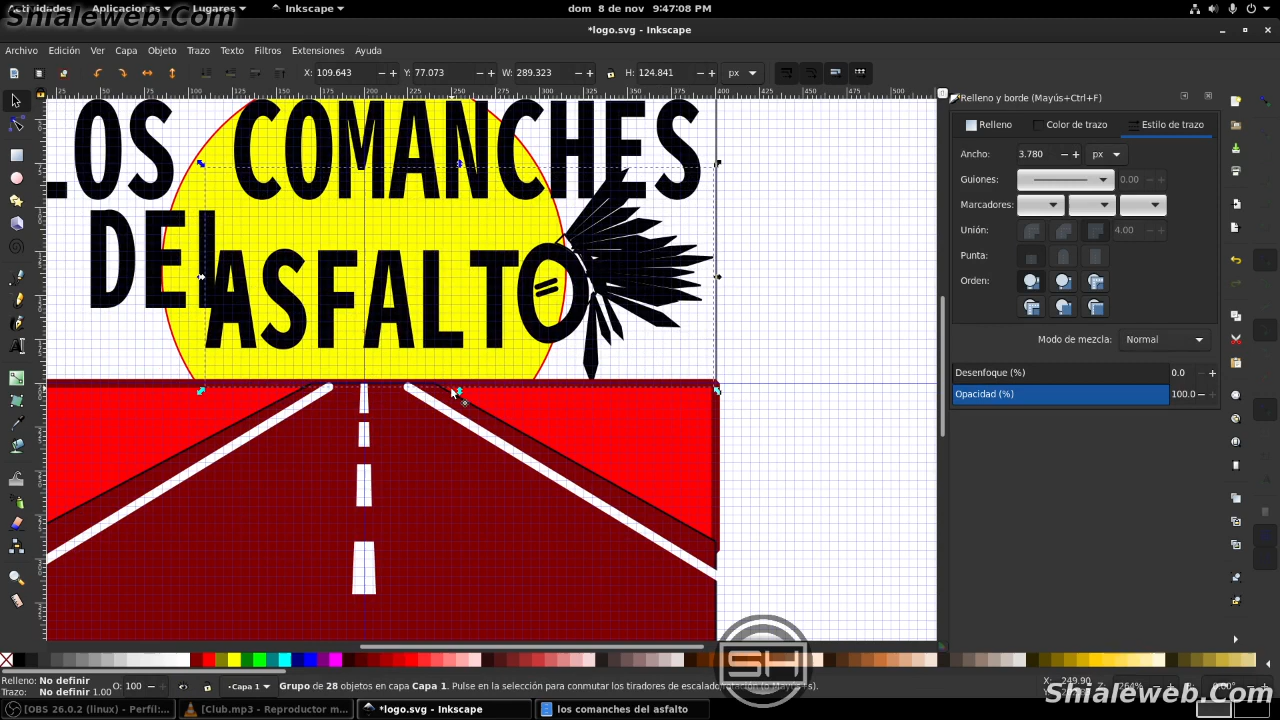 Actividades Aplicaciones Lugares Inkscape dom 8 de nov 9:47:08 PM
Shialeweb.Com
*logo.svg - Inkscape
Archivo Edición Ver Capa Objeto Trazo Texto Filtros Extensiones Ayuda
X: 109.643 − + Y: 77.073 − + W: 289.323 − + H: 124.841 − + px
Relleno y borde (Mayús+Ctrl+F)
Relleno Color de trazo Estilo de trazo
Ancho: 3.780 − + px
Guiones: 0.00 − +
Marcadores:
Unión: 4.00 − +
Punta:
Orden:
Modo de mezcla: Normal
Desenfoque (%) 0.0 − +
Opacidad (%) 100.0 − +
LOS COMANCHES
DEL
ASFALTO
SH
Relleno: No definir
Trazo: No definir 1.00
O: 100 − +
Capa 1
Grupo de 28 objetos en capa Capa 1. Pulse en la selección para conmutar los tiradores de escalado/rotación (o Mayús+s).
X: 249.90
Shialeweb.Com
[OBS 26.0.2 (linux) - Perfil:... [Club.mp3 - Reproductor m... *logo.svg - Inkscape los comanches del asfalto